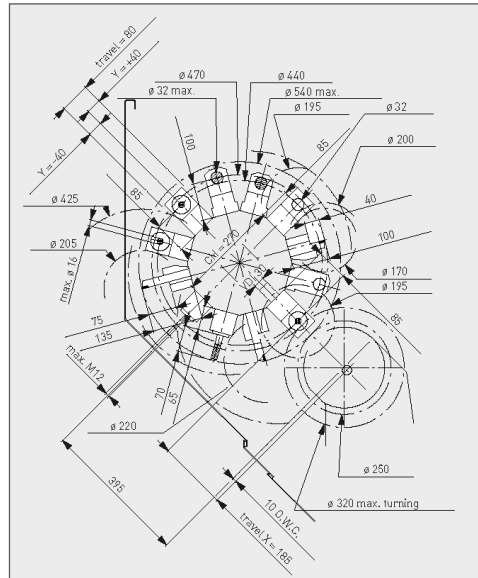 travel = 80
Y = +40
Y = -40
ø 470
ø 440
ø 32 max.
ø 540 max.
ø 195
ø 32
100
85
ø 200
ø 425
85
40
ø 205
max. ø 16
CH = 270
100
ø 170
ø 195
75
135
85
max. M12
70
65
ø 220
395
ø 250
10 D.W.C.
travel X = 185
ø 320 max. turning